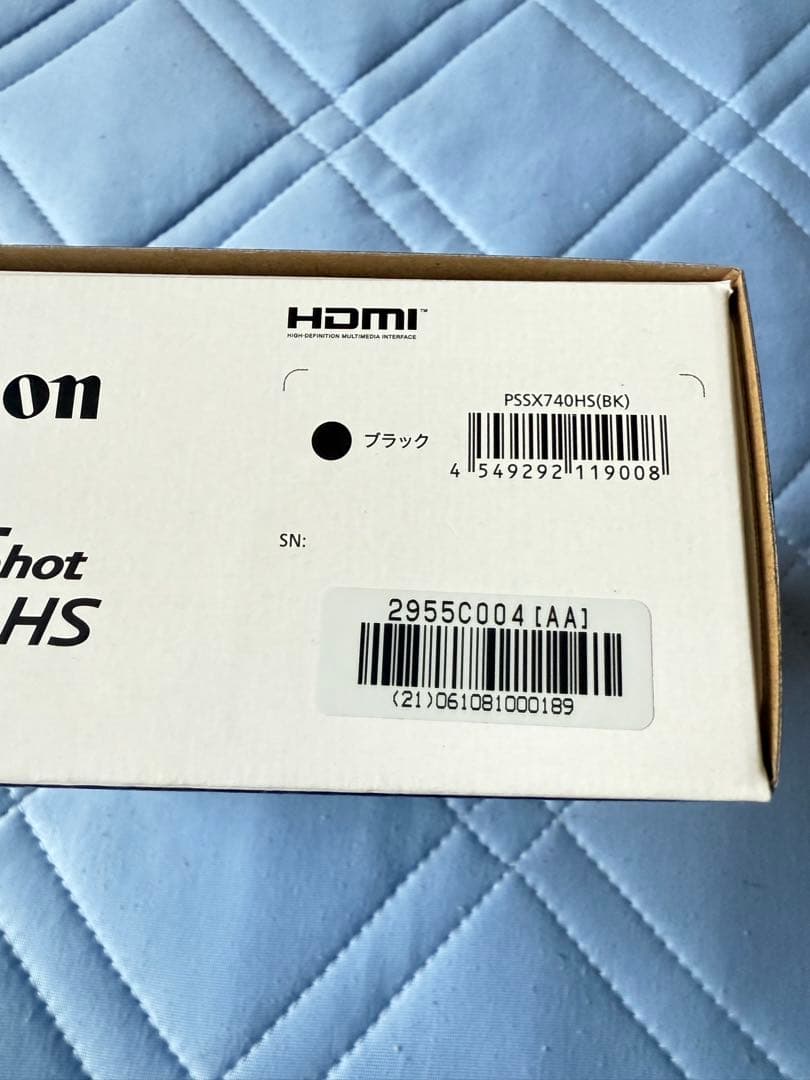 HDMI™
HIGH-DEFINITION MULTIMEDIA INTERFACE
on
PSSX740HS(BK)
ブラック
4 549292 119008
SN:
hot
HS
2955C004[AA]
(21)061081000189